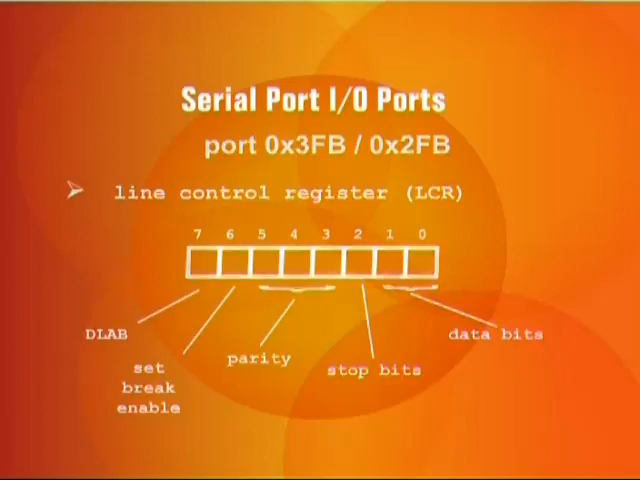 Serial Port I/O Ports
port 0x3FB / 0x2FB
line control register (LCR)
7 6 5 4 3 2 1 0
DLAB
set
break
enable
parity
stop bits
data bits